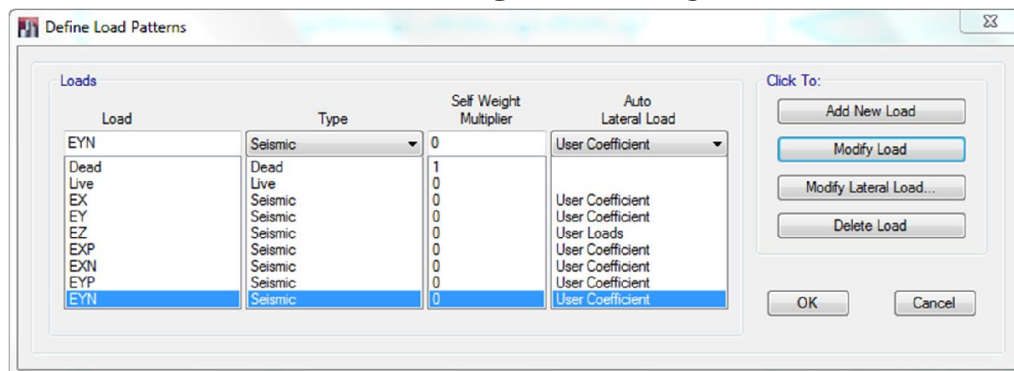 Define Load Patterns
Loads
Click To:
Load Type Self Weight Multiplier Auto Lateral Load
EYN Seismic 0 User Coefficient
Dead Dead 1
Live Live 0
EX Seismic 0 User Coefficient
EY Seismic 0 User Coefficient
EZ Seismic 0 User Loads
EXP Seismic 0 User Coefficient
EXN Seismic 0 User Coefficient
EYP Seismic 0 User Coefficient
EYN Seismic 0 User Coefficient
Add New Load
Modify Load
Modify Lateral Load...
Delete Load
OK Cancel